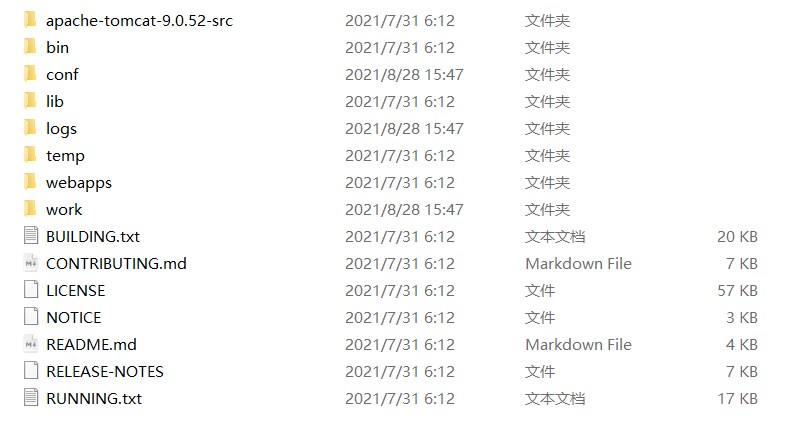 apache-tomcat-9.0.52-src 2021/7/31 6:12 文件夹
bin 2021/7/31 6:12 文件夹
conf 2021/8/28 15:47 文件夹
lib 2021/7/31 6:12 文件夹
logs 2021/8/28 15:47 文件夹
temp 2021/7/31 6:12 文件夹
webapps 2021/7/31 6:12 文件夹
work 2021/8/28 15:47 文件夹
BUILDING.txt 2021/7/31 6:12 文本文档 20 KB
M↓ CONTRIBUTING.md 2021/7/31 6:12 Markdown File 7 KB
LICENSE 2021/7/31 6:12 文件 57 KB
NOTICE 2021/7/31 6:12 文件 3 KB
M↓ README.md 2021/7/31 6:12 Markdown File 4 KB
RELEASE-NOTES 2021/7/31 6:12 文件 7 KB
RUNNING.txt 2021/7/31 6:12 文本文档 17 KB